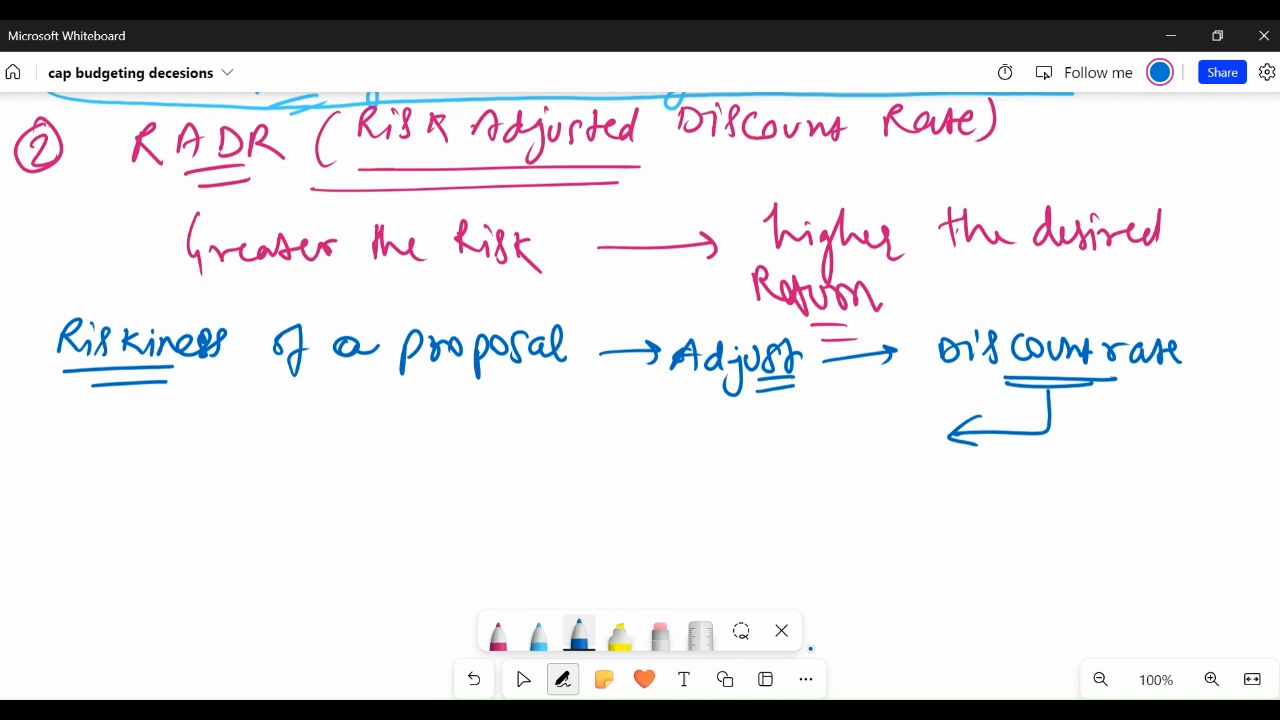 Microsoft Whiteboard
cap budgeting decesions
Follow me
Share
② RADR (Risk Adjusted Discount Rate)
Greater the Risk → higher the desired
Return
Riskiness of a proposal → Adjust → Discount rate
T
100%